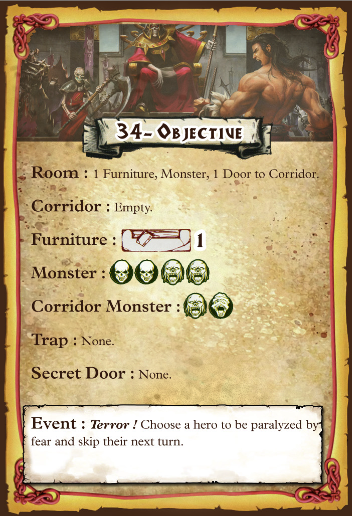 34-Objective
Room : 1 Furniture, Monster, 1 Door to Corridor.
Corridor : Empty.
Furniture : 1
Monster :
Corridor Monster :
Trap : None.
Secret Door : None.
Event : Terror ! Choose a hero to be paralyzed by
fear and skip their next turn.